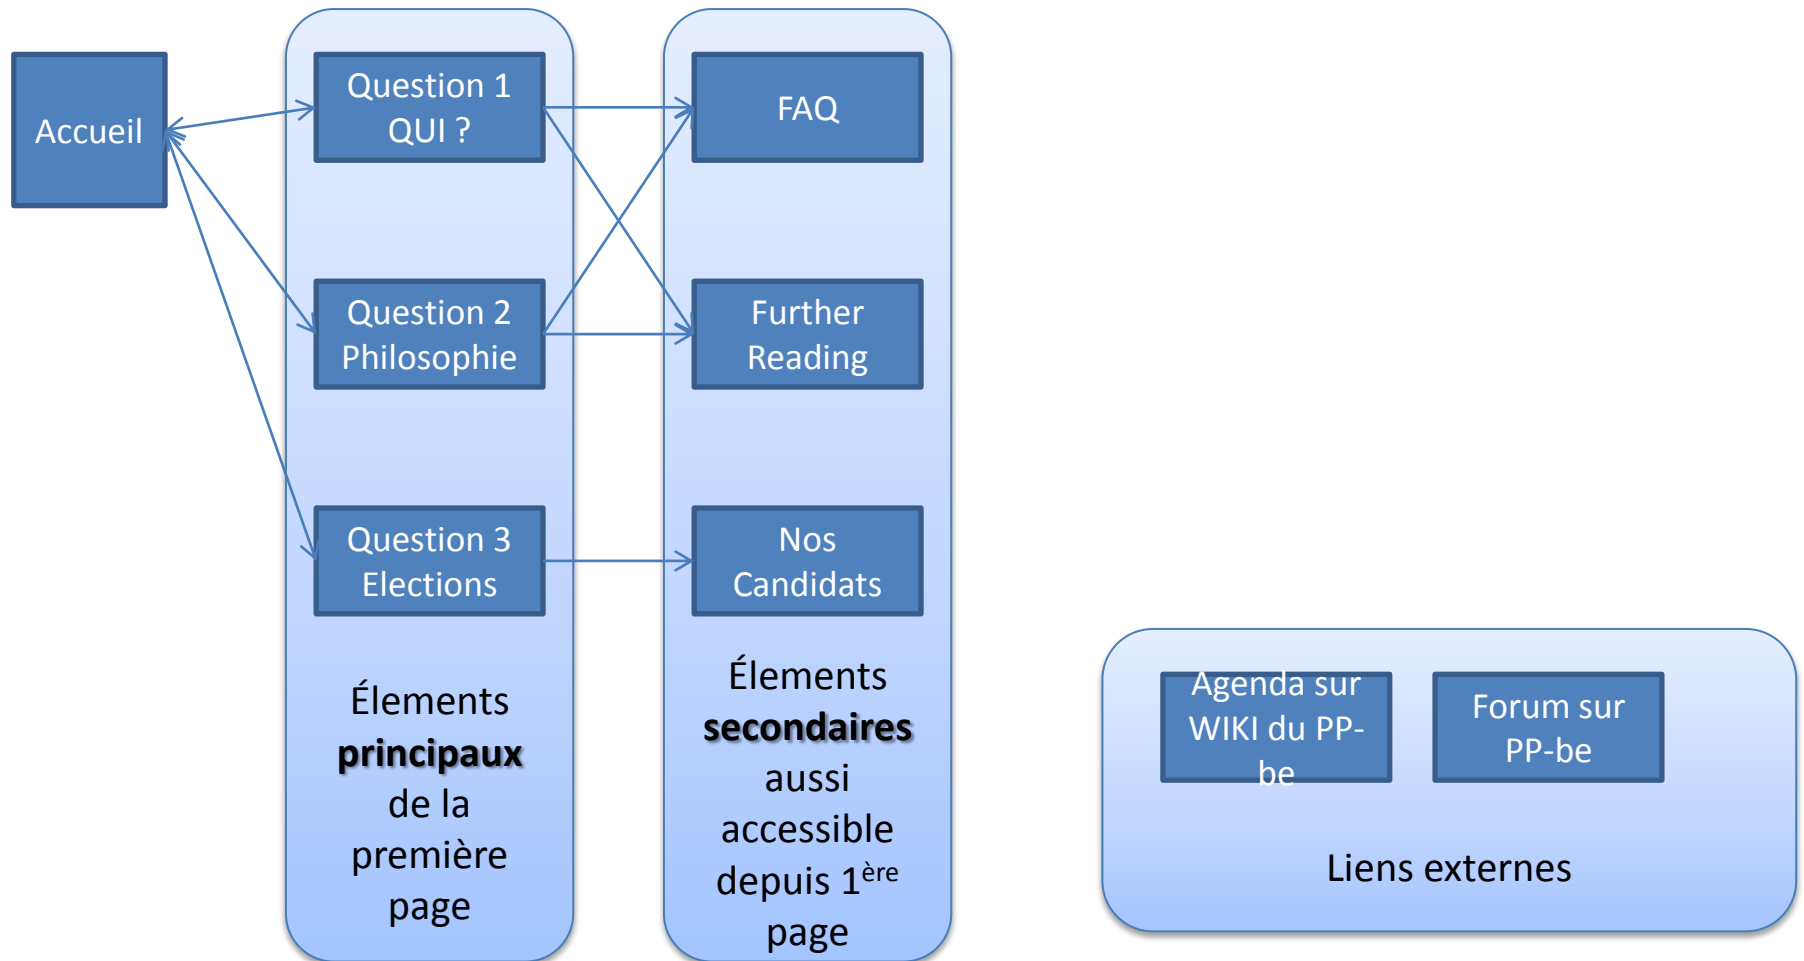 Accueil
Question 1
QUI ?
Question 2
Philosophie
Question 3
Elections
Élements
principaux
de la
première
page
FAQ
Further
Reading
Nos
Candidats
Élements
secondaires
aussi
accessible
depuis 1ère
page
Agenda sur
WIKI du PP-
be
Forum sur
PP-be
Liens externes